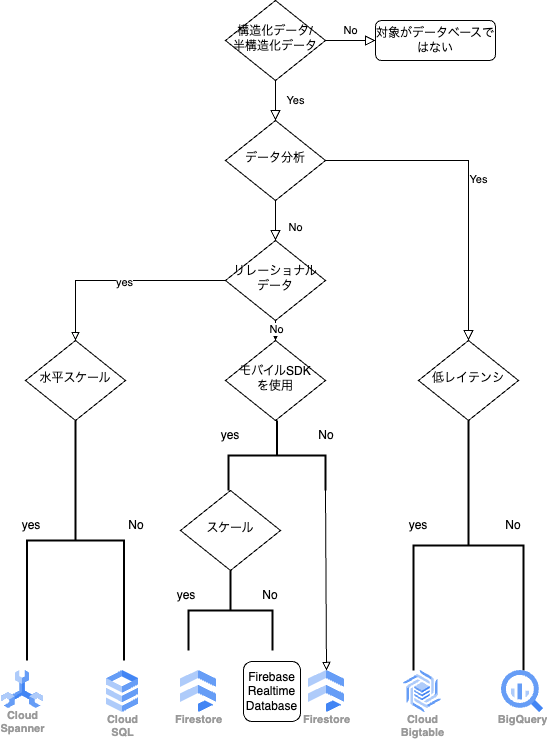 構造化データ/
半構造化データ
No
対象がデータベースで
はない
Yes
データ分析
Yes
No
リレーショナル
データ
yes
No
水平スケール
モバイルSDK
を使用
低レイテンシ
yes
No
yes
No
スケール
yes
No
yes
No
Cloud
Spanner
Cloud
SQL
Firestore
Firebase
Realtime
Database
Firestore
Cloud
Bigtable
BigQuery